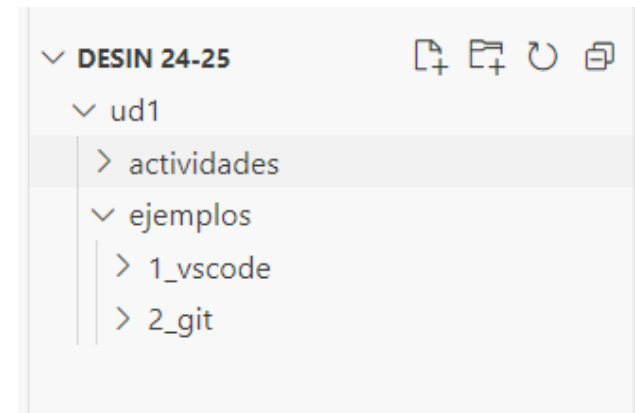 DESIN 24-25
ud1
actividades
ejemplos
1_vscode
2_git